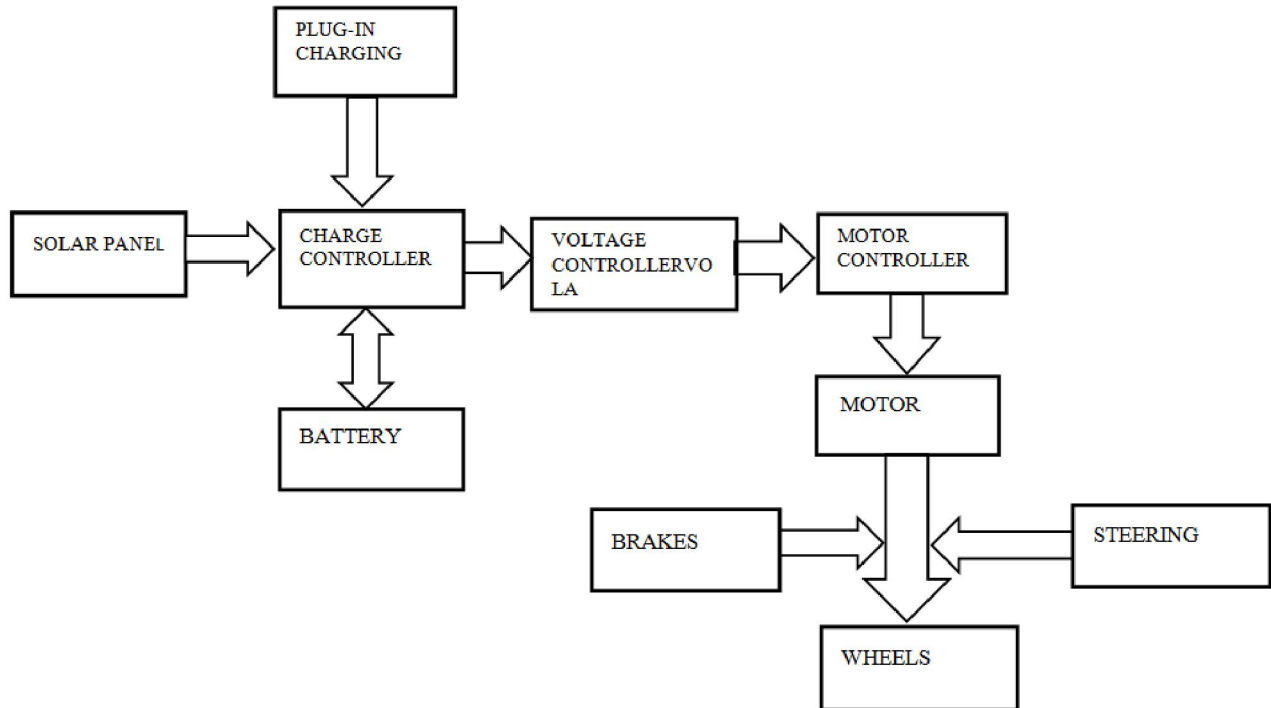 PLUG-IN
CHARGING
SOLAR PANEL
CHARGE
CONTROLLER
VOLTAGE
CONTROLLERVO
LA
MOTOR
CONTROLLER
BATTERY
MOTOR
BRAKES
STEERING
WHEELS